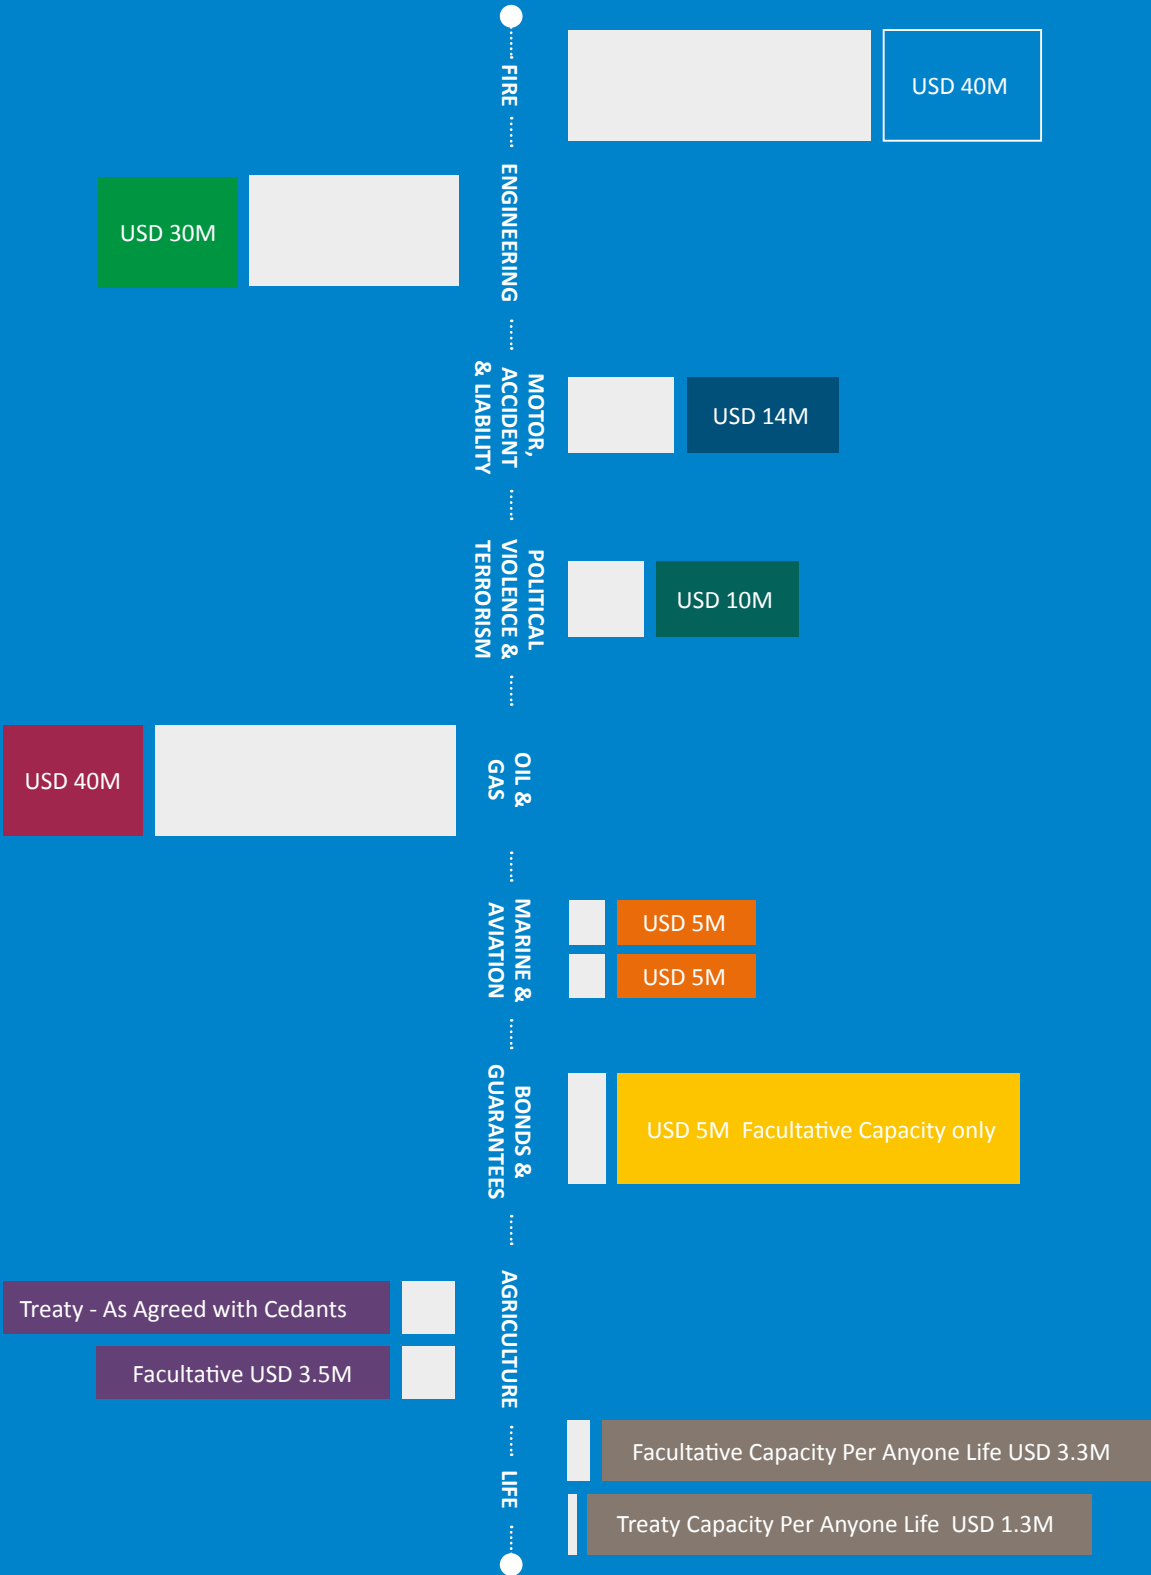 FIRE
USD 40M
ENGINEERING
USD 30M
MOTOR,
ACCIDENT
& LIABILITY
USD 14M
POLITICAL
VIOLENCE &
TERRORISM
USD 10M
OIL &
GAS
USD 40M
MARINE &
AVIATION
USD 5M
USD 5M
BONDS &
GUARANTEES
USD 5M  Facultative Capacity only
AGRICULTURE
Treaty - As Agreed with Cedants
Facultative USD 3.5M
LIFE
Facultative Capacity Per Anyone Life USD 3.3M
Treaty Capacity Per Anyone Life  USD 1.3M